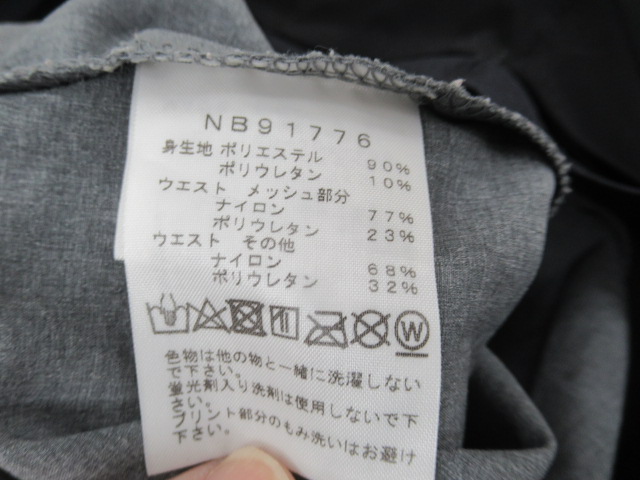 NB91776
身生地 ポリエステル 90%
ポリウレタン 10%
ウエスト メッシュ部分
ナイロン 77%
ポリウレタン 23%
ウエスト その他
ナイロン 68%
ポリウレタン 32%
W
色物は他の物と一緒に洗濯しない
で下さい。
蛍光剤入り洗剤は使用しないで下
さい。
プリント部分のもみ洗いはお避け
下さい。